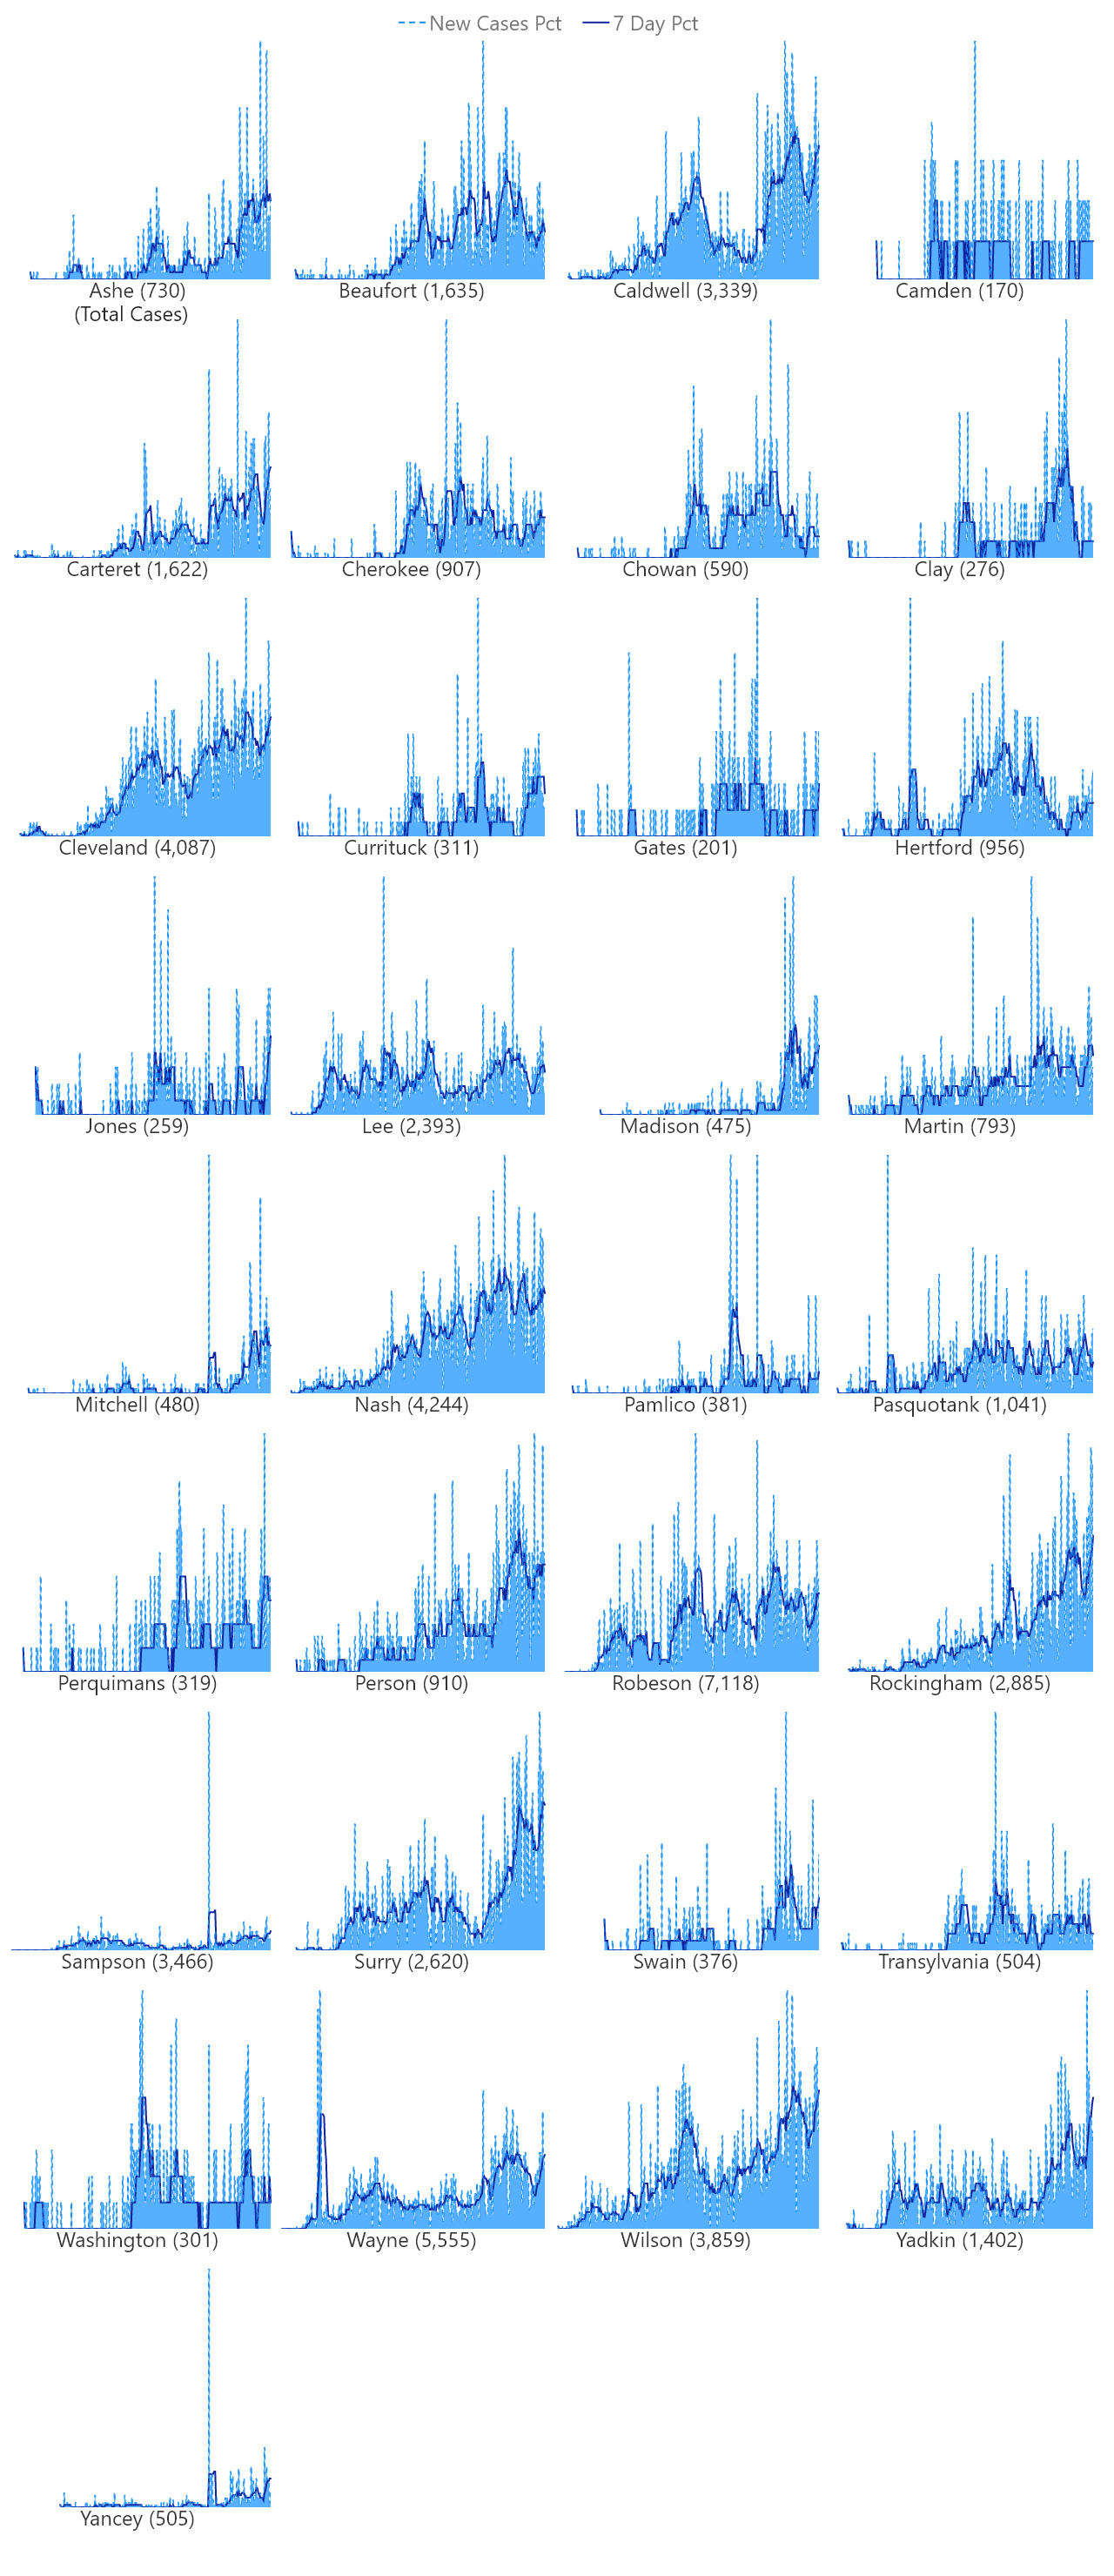 New Cases Pct 7 Day Pct
Ashe (730) Beaufort (1,635) Caldwell (3,339) Camden (170)
(Total Cases)
Carteret (1,622) Cherokee (907) Chowan (590) Clay (276)
Cleveland (4,087) Currituck (311) Gates (201) Hertford (956)
Jones (259) Lee (2,393) Madison (475) Martin (793)
Mitchell (480) Nash (4,244) Pamlico (381) Pasquotank (1,041)
Perquimans (319) Person (910) Robeson (7,118) Rockingham (2,885)
Sampson (3,466) Surry (2,620) Swain (376) Transylvania (504)
Washington (301) Wayne (5,555) Wilson (3,859) Yadkin (1,402)
Yancey (505)